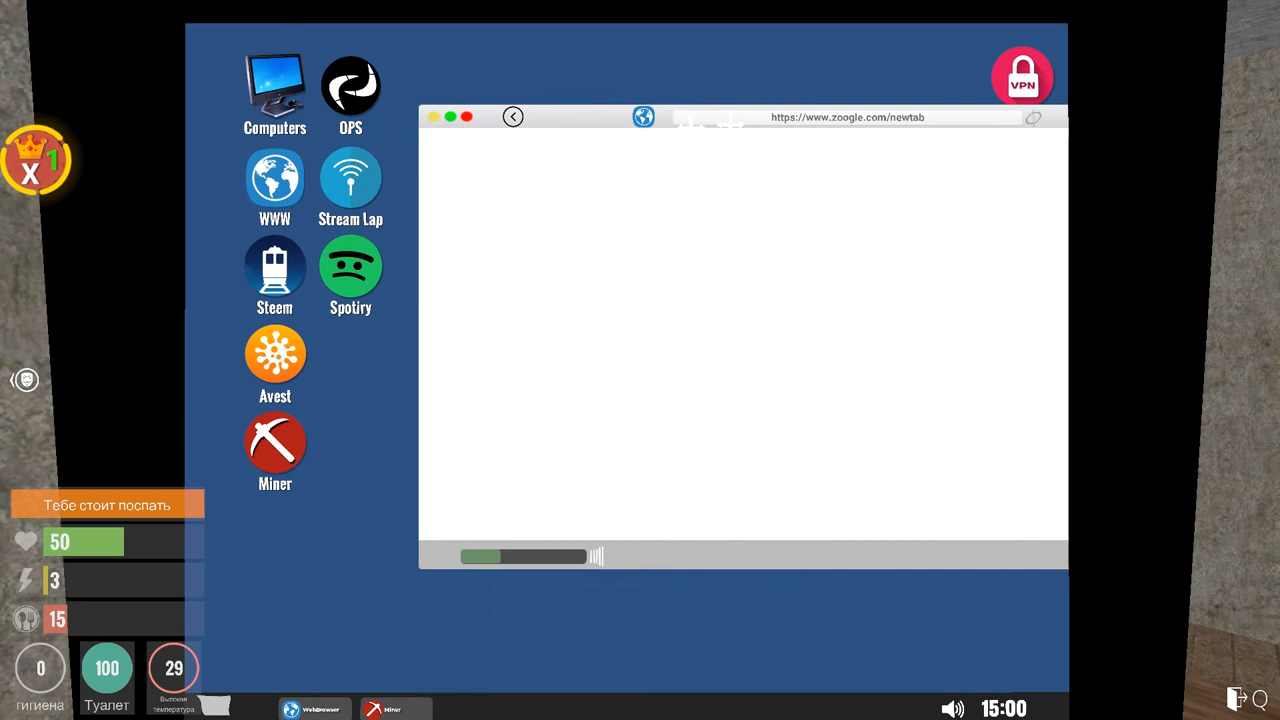 VPN
Computers
OPS
https://www.zoogle.com/newtab
X 1
WWW
Stream Lap
Steem
Spotiry
Avest
Miner
Тебе стоит поспать
50
3
15
0
100
29
гигиена
Туалет
Высокая
температура
WebBrowser
Miner
15:00
Q